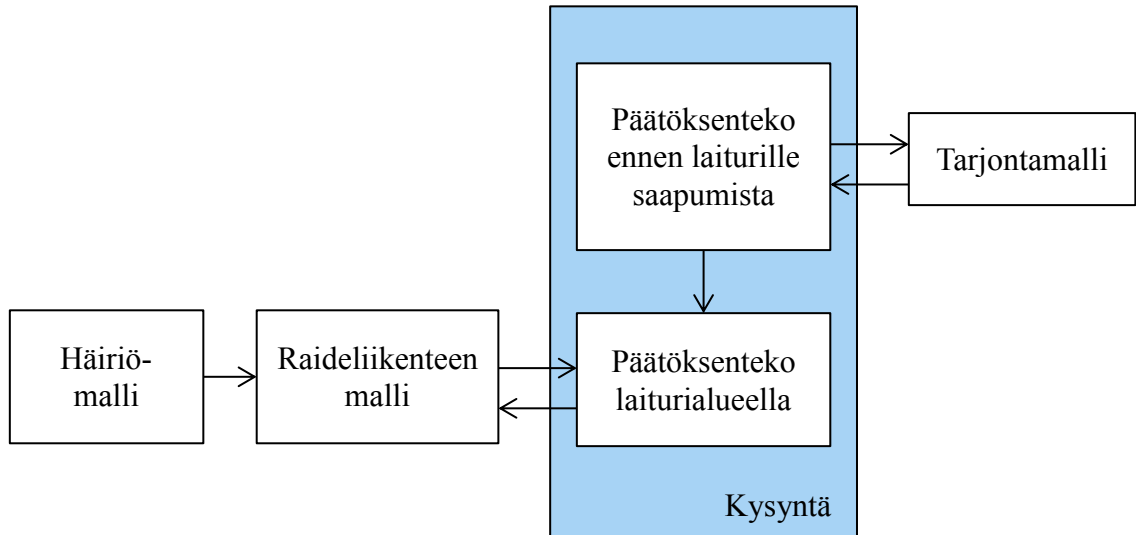 Päätöksenteko
ennen laiturille
saapumista
Tarjontamalli
Häiriö-
malli
Raideliikenteen
malli
Päätöksenteko
laiturialueella
Kysyntä